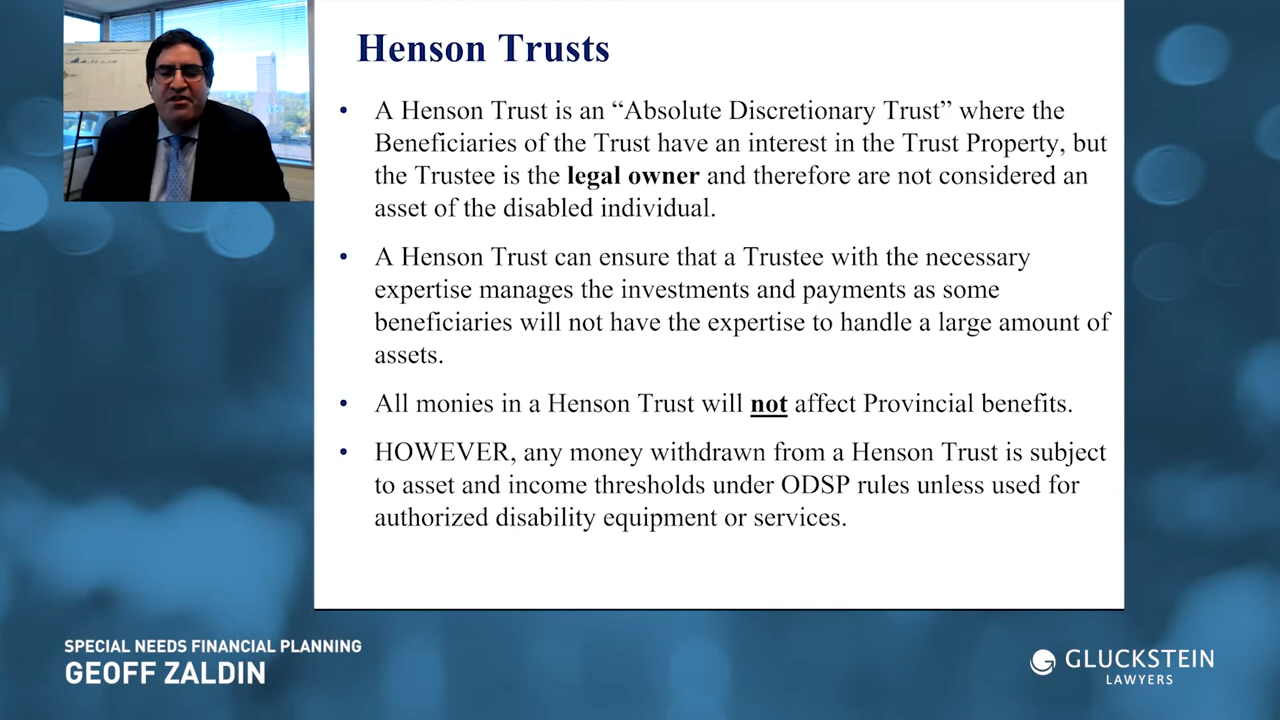 Henson Trusts
• A Henson Trust is an “Absolute Discretionary Trust” where the
Beneficiaries of the Trust have an interest in the Trust Property, but
the Trustee is the legal owner and therefore are not considered an
asset of the disabled individual.
• A Henson Trust can ensure that a Trustee with the necessary
expertise manages the investments and payments as some
beneficiaries will not have the expertise to handle a large amount of
assets.
• All monies in a Henson Trust will not affect Provincial benefits.
• HOWEVER, any money withdrawn from a Henson Trust is subject
to asset and income thresholds under ODSP rules unless used for
authorized disability equipment or services.
SPECIAL NEEDS FINANCIAL PLANNING
GEOFF ZALDIN
GLUCKSTEIN
LAWYERS